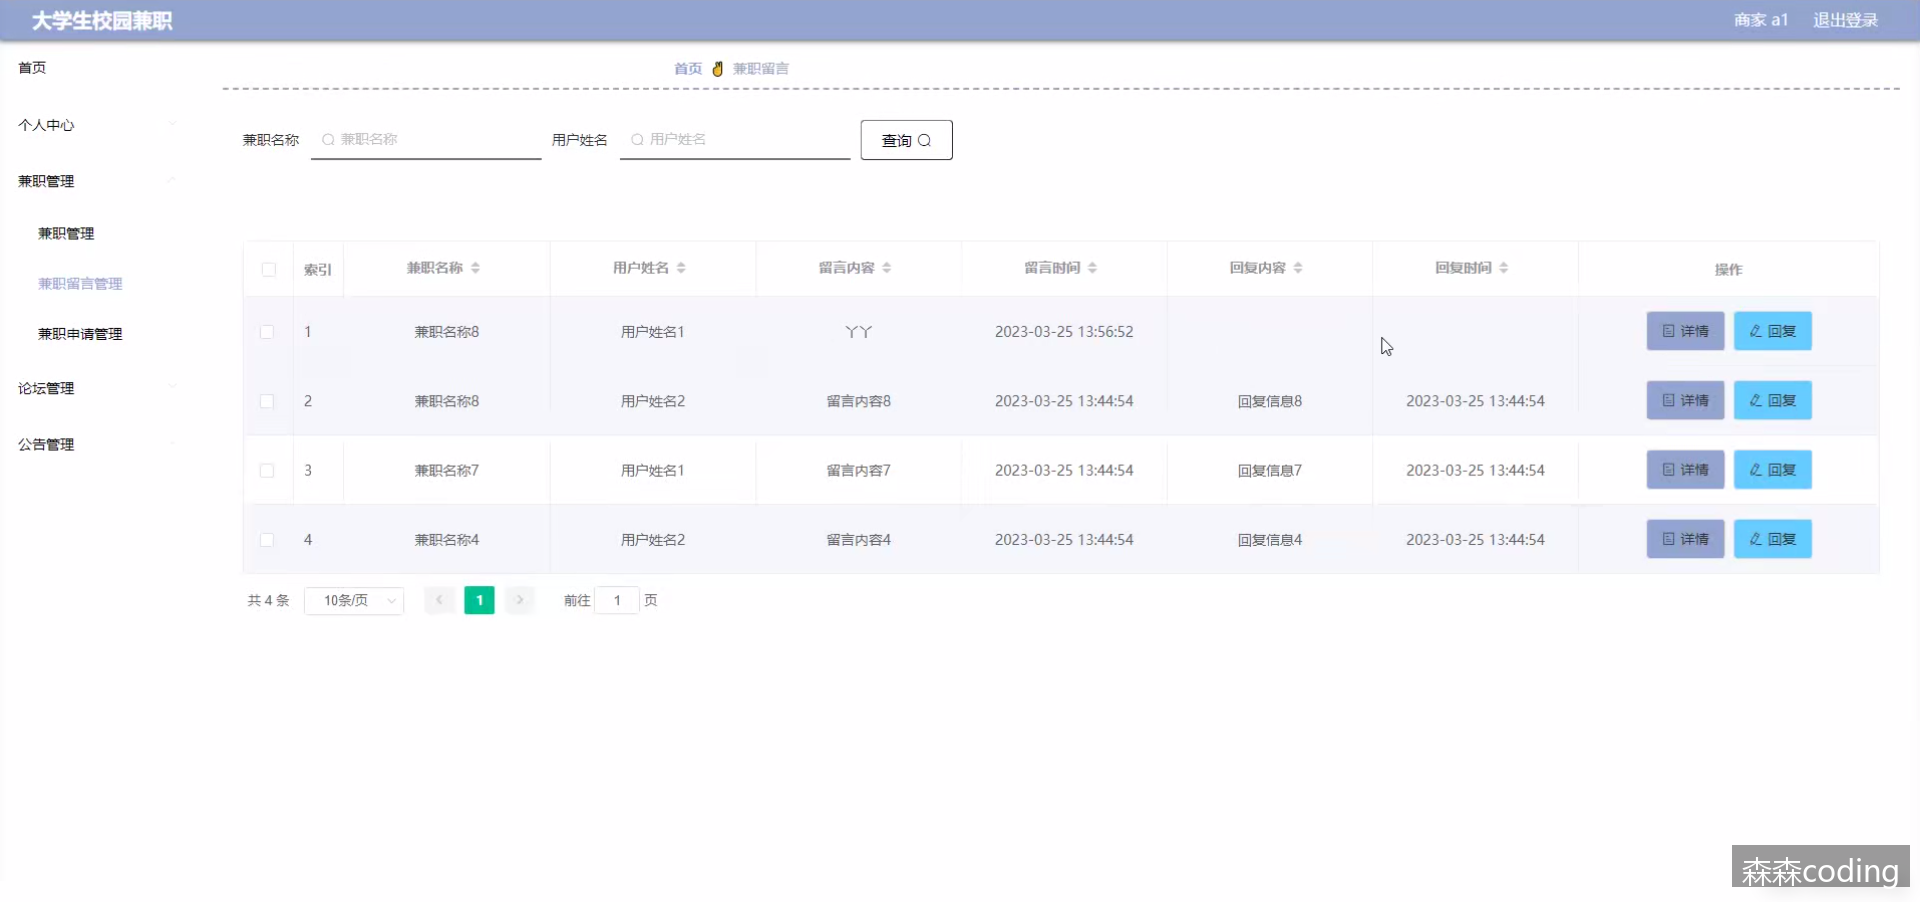 大学生校园兼职 商家 a1 退出登录
首页
首页 兼职留言
个人中心
兼职名称 兼职名称 用户姓名 用户姓名 查询
兼职管理
兼职管理
兼职留言管理
兼职申请管理
论坛管理
公告管理
索引 兼职名称 用户姓名 留言内容 留言时间 回复内容 回复时间 操作
1 兼职名称8 用户姓名1 丫丫 2023-03-25 13:56:52 详情 回复
2 兼职名称8 用户姓名2 留言内容8 2023-03-25 13:44:54 回复信息8 2023-03-25 13:44:54 详情 回复
3 兼职名称7 用户姓名1 留言内容7 2023-03-25 13:44:54 回复信息7 2023-03-25 13:44:54 详情 回复
4 兼职名称4 用户姓名2 留言内容4 2023-03-25 13:44:54 回复信息4 2023-03-25 13:44:54 详情 回复
共 4 条 10条/页 1 前往 1 页
森森coding